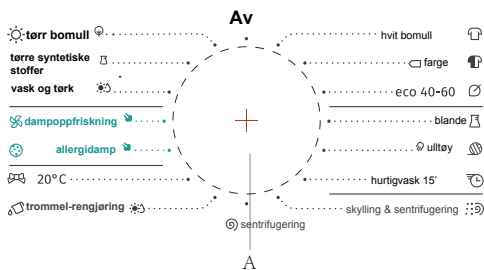 Av
tørr bomull
tørre syntetiske
stoffer
vask og tørk
dampoppfriskning
allergidamp
20°C
trommel-rengjøring
hvit bomull
farge
eco 40-60
blande
ulltøy
hurtigvask 15'
skylling & sentrifugering
sentrifugering
A